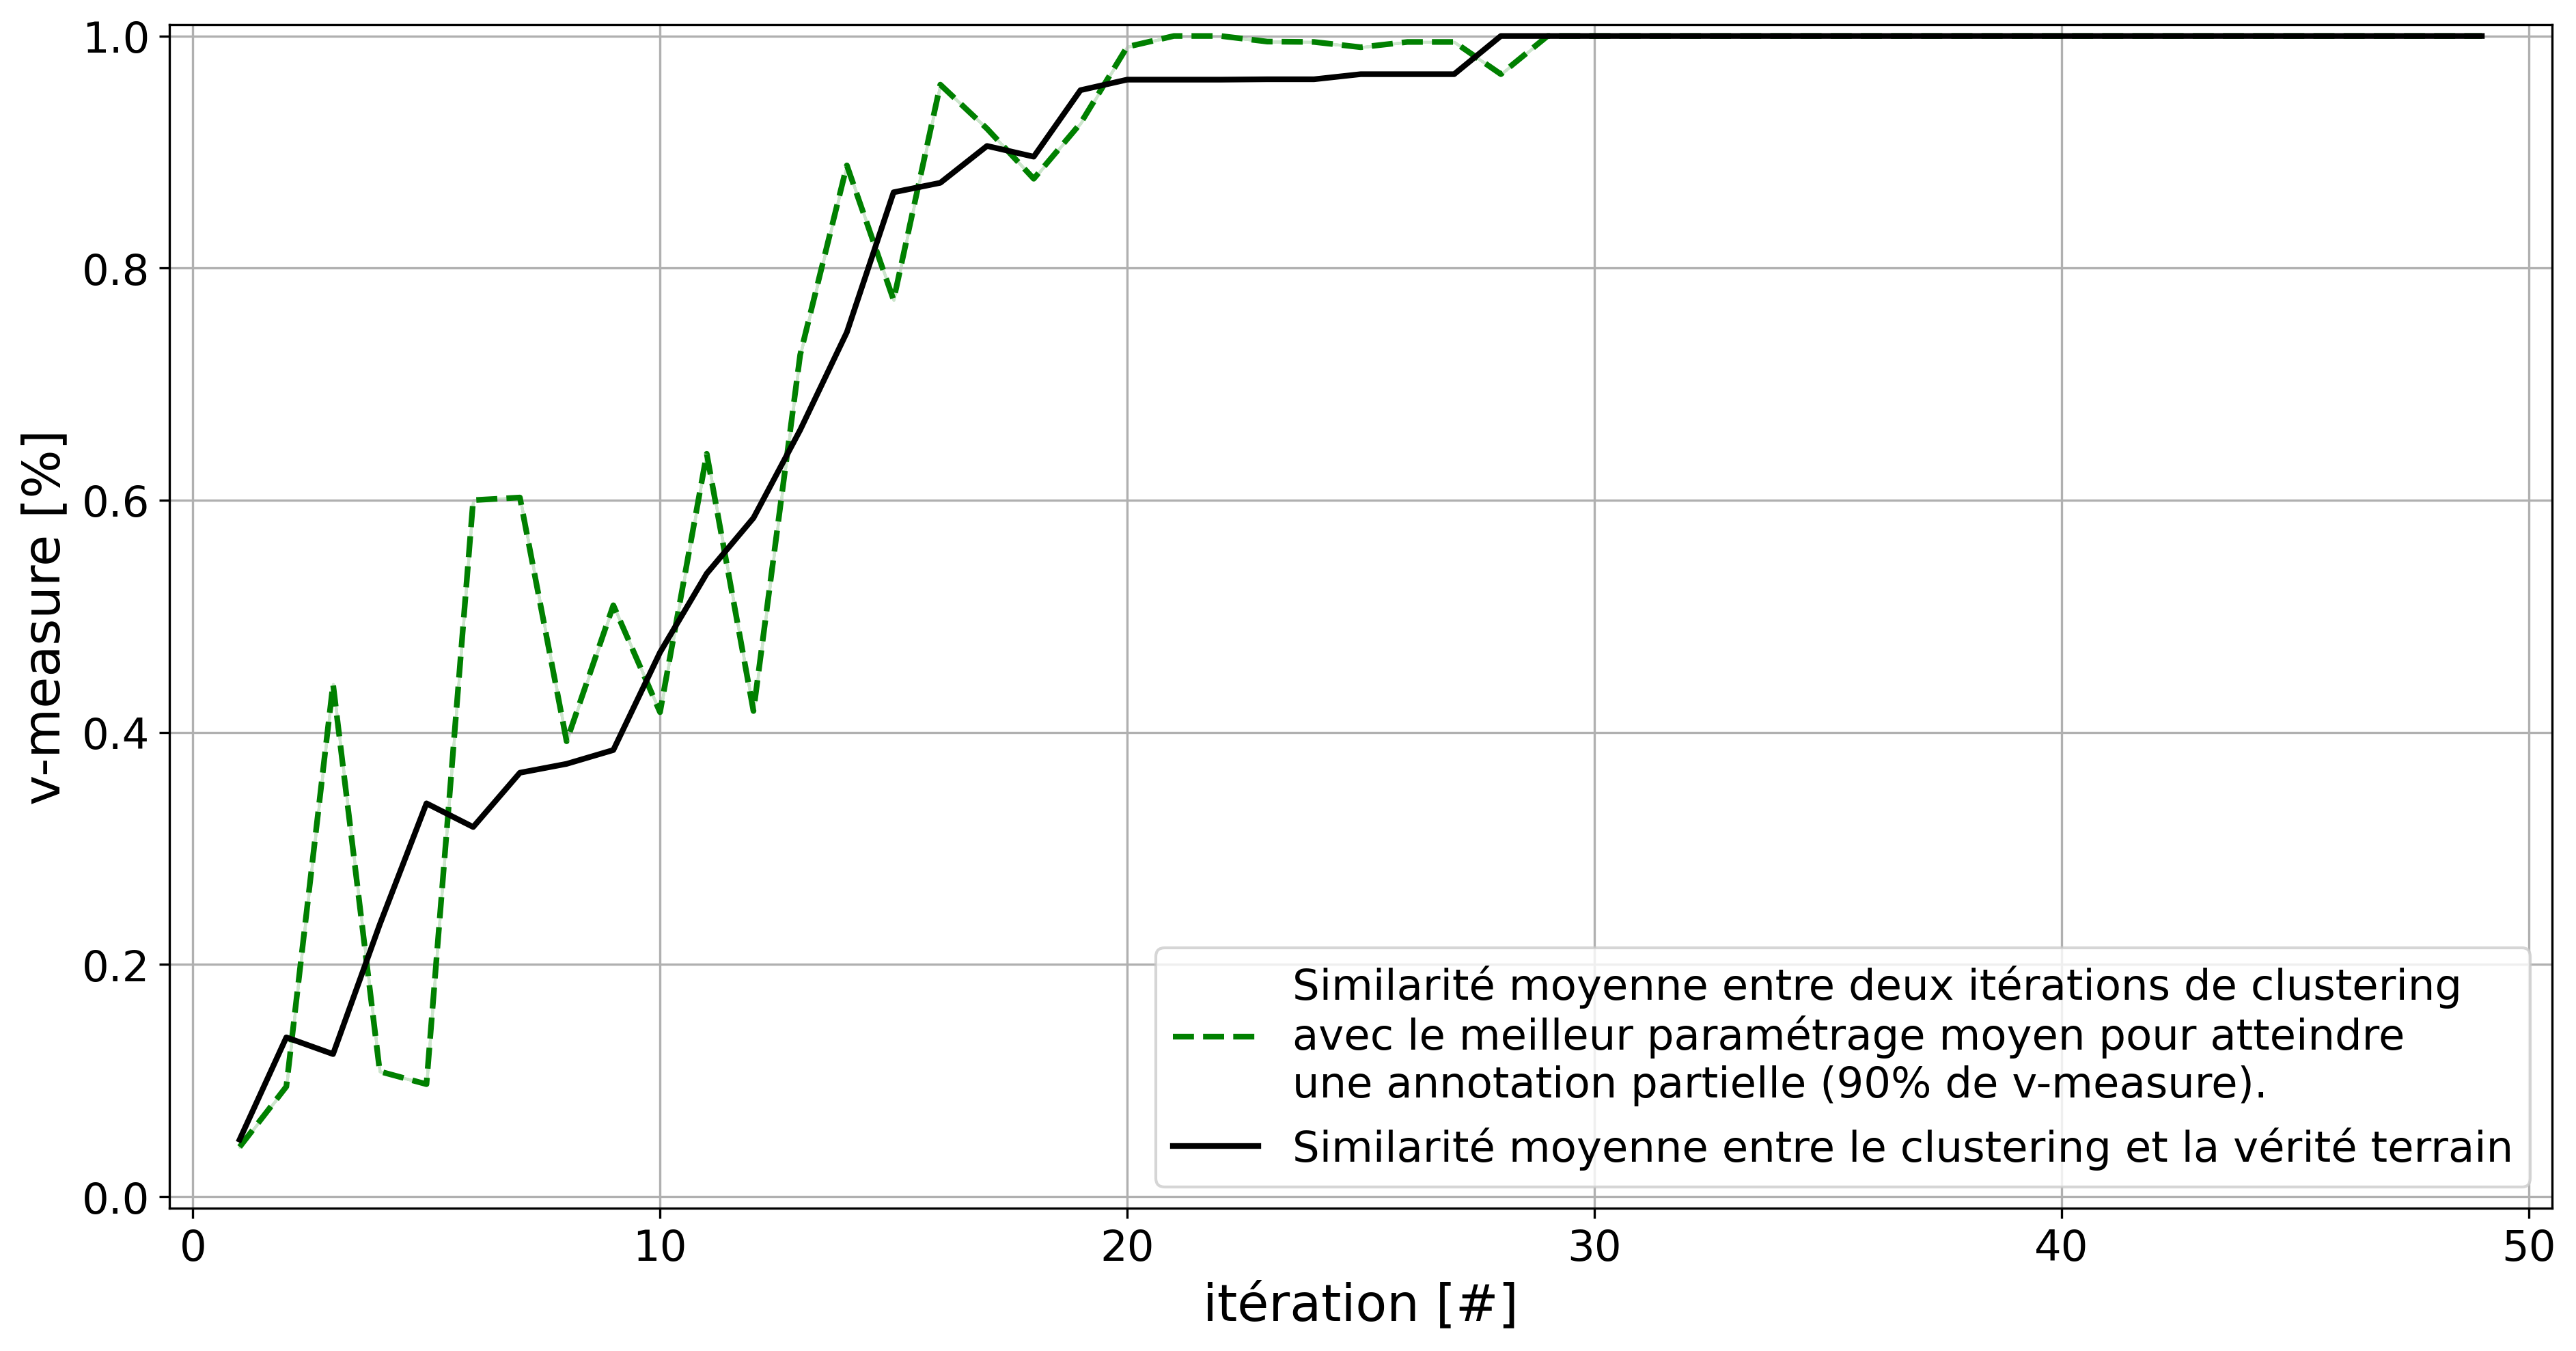 1.0
0.8
0.6
0.4
0.2
0.0
v-measure [%]
0
10
20
30
40
50
itération [#]
Similarité moyenne entre deux itérations de clustering
avec le meilleur paramétrage moyen pour atteindre
une annotation partielle (90% de v-measure).
Similarité moyenne entre le clustering et la vérité terrain